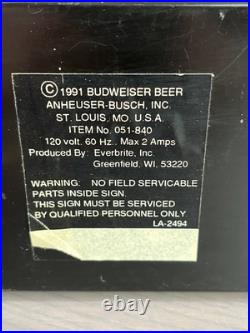 © 1991 BUDWEISER BEER
ANHEUSER-BUSCH, INC.
ST. LOUIS, MO. U.S.A.
ITEM No. 051-840
120 volt. 60 Hz.. Max 2 Amps
Produced By: Everbrite, Inc.
Greenfield, WI. 53220
WARNING: NO FIELD SERVICABLE
PARTS INSIDE SIGN.
THIS SIGN MUST BE SERVICED
BY QUALIFIED PERSONNEL ONLY
LA-2494